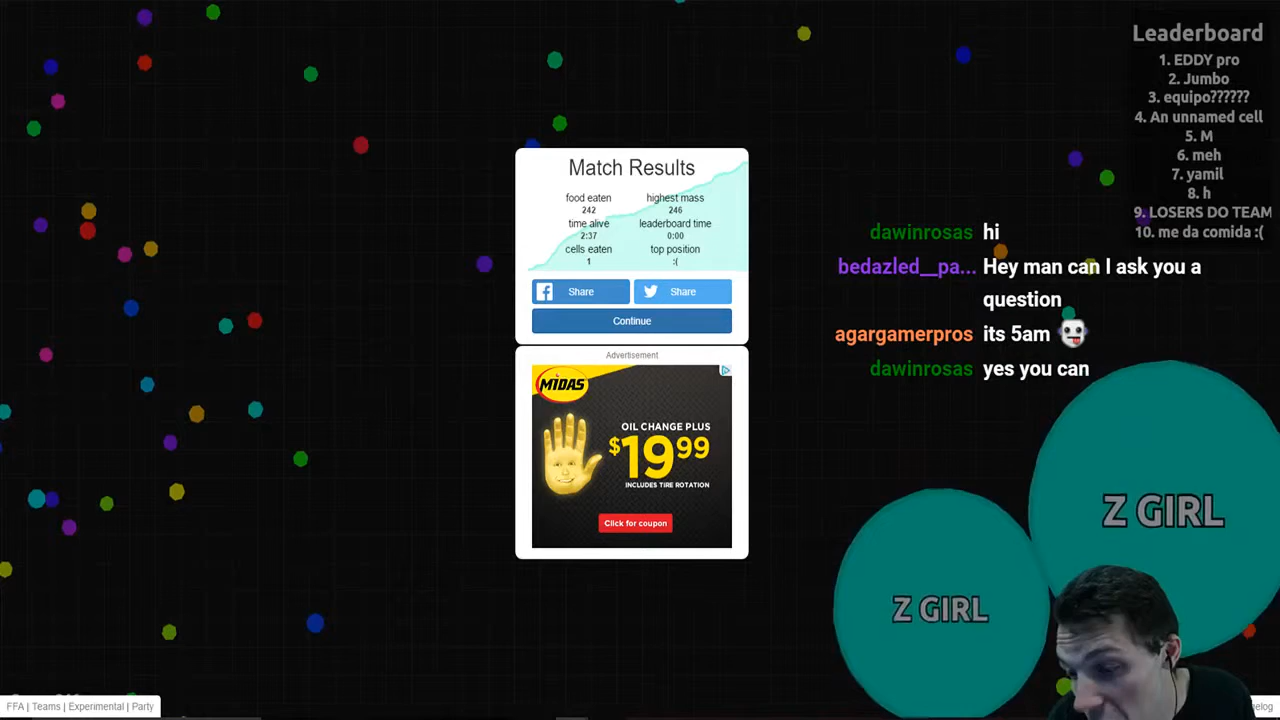 Leaderboard
1. EDDY pro
2. Jumbo
3. equipo??????
4. An unnamed cell
5. M
6. meh
7. yamil
8. h
9. LOSERS DO TEAM
10. me da comida :(
Match Results
food eaten
242
highest mass
246
time alive
2:37
leaderboard time
0:00
cells eaten
1
top position
:(
Share
Share
Continue
Advertisement
MIDAS
OIL CHANGE PLUS
$1999
INCLUDES TIRE ROTATION
Click for coupon
dawinrosas hi
bedazled__pa... Hey man can I ask you a
question
agargamerpros its 5am
dawinrosas yes you can
Z GIRL
Z GIRL
FFA | Teams | Experimental | Party
elog